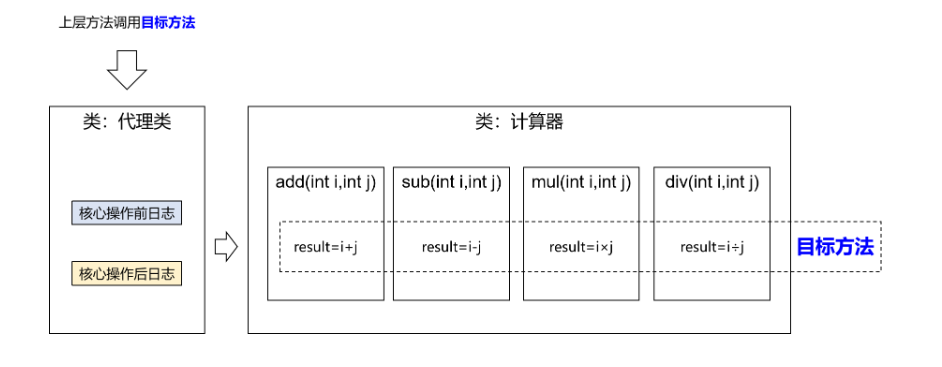 上层方法调用目标方法
类：代理类
类：计算器
add(int i,int j)
sub(int i,int j)
mul(int i,int j)
div(int i,int j)
核心操作前日志
result=i+j
result=i-j
result=i×j
result=i÷j
目标方法
核心操作后日志